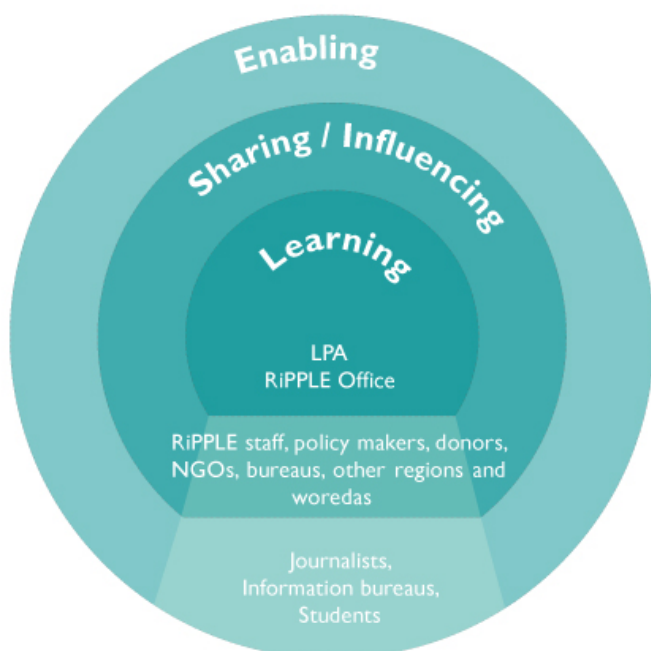 Enabling
Sharing / Influencing
Learning
LPA
RiPPLE Office
RiPPLE staff, policy makers, donors,
NGOs, bureaus, other regions and
woredas
Journalists,
Information bureaus,
Students